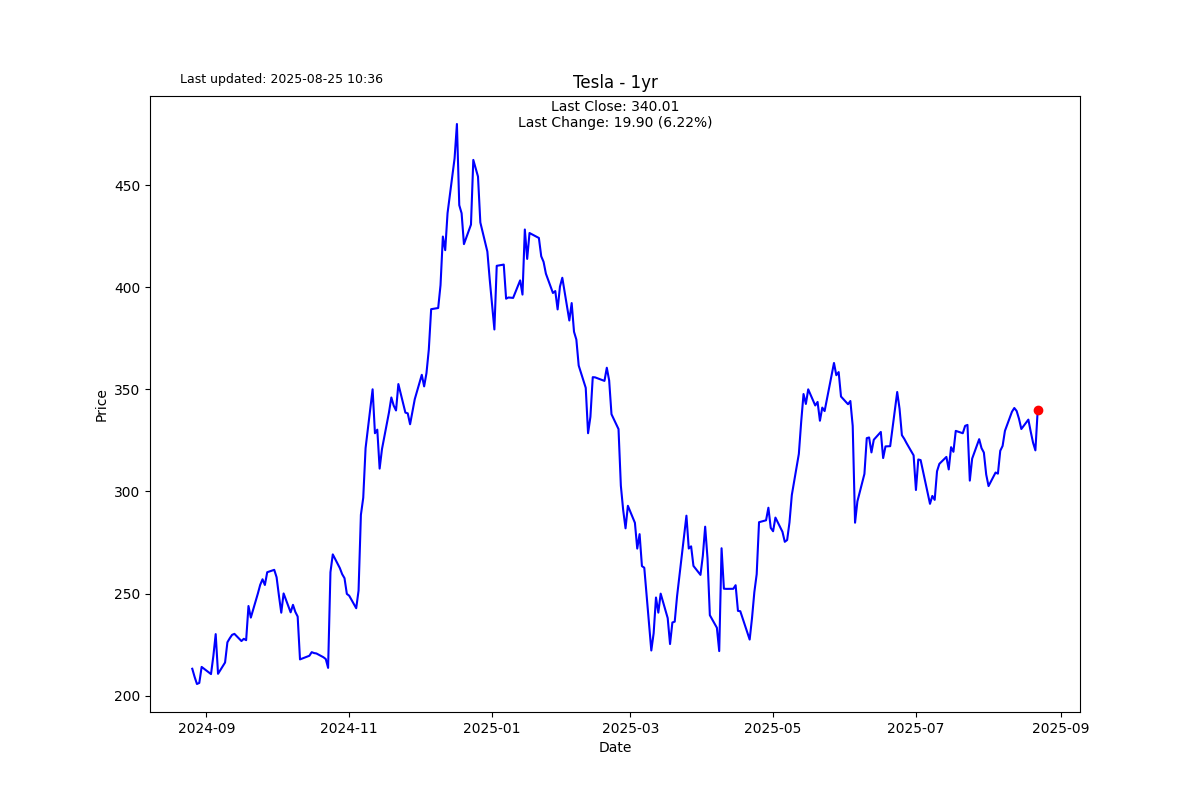 Last updated: 2025-08-25 10:36
Tesla - 1yr
Last Close: 340.01
Last Change: 19.90 (6.22%)
450
400
350
300
250
200
Price
2024-09
2024-11
2025-01
2025-03
2025-05
2025-07
2025-09
Date